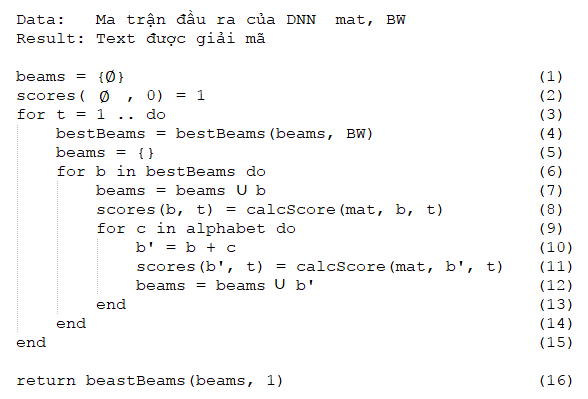 Data:   Ma trận đầu ra của DNN  mat, BW
Result: Text được giải mã
beams = {Ø} (1)
scores( Ø , 0) = 1 (2)
for t = 1 .. do (3)
bestBeams = bestBeams(beams, BW) (4)
beams = {} (5)
for b in bestBeams do (6)
beams = beams U b (7)
scores(b, t) = calcScore(mat, b, t) (8)
for c in alphabet do (9)
b' = b + c (10)
scores(b', t) = calcScore(mat, b', t) (11)
beams = beams U b' (12)
end (13)
end (14)
end (15)
return beastBeams(beams, 1) (16)